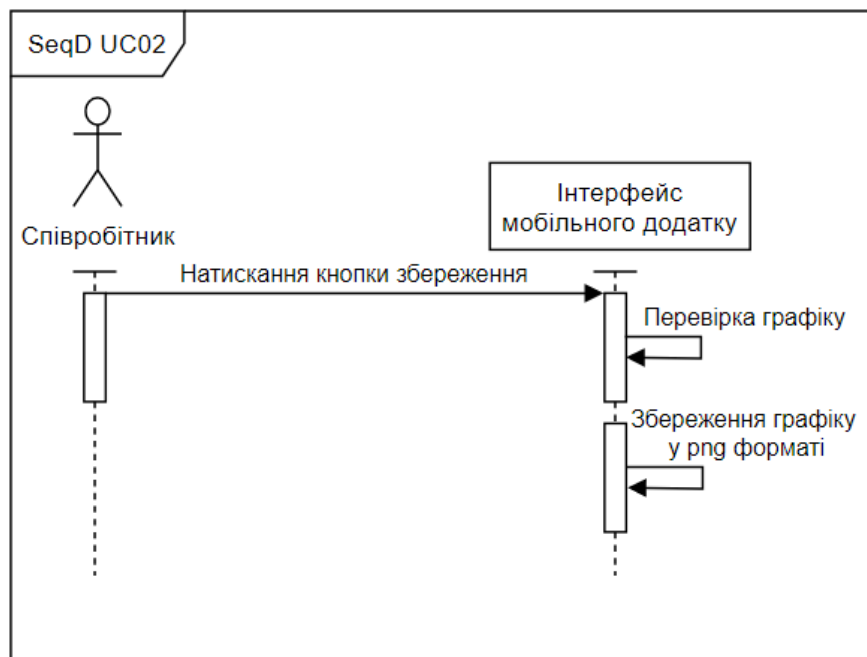 SeqD UC02
Співробітник
Інтерфейс
мобільного додатку
Натискання кнопки збереження
Перевірка графіку
Збереження графіку
у png форматі